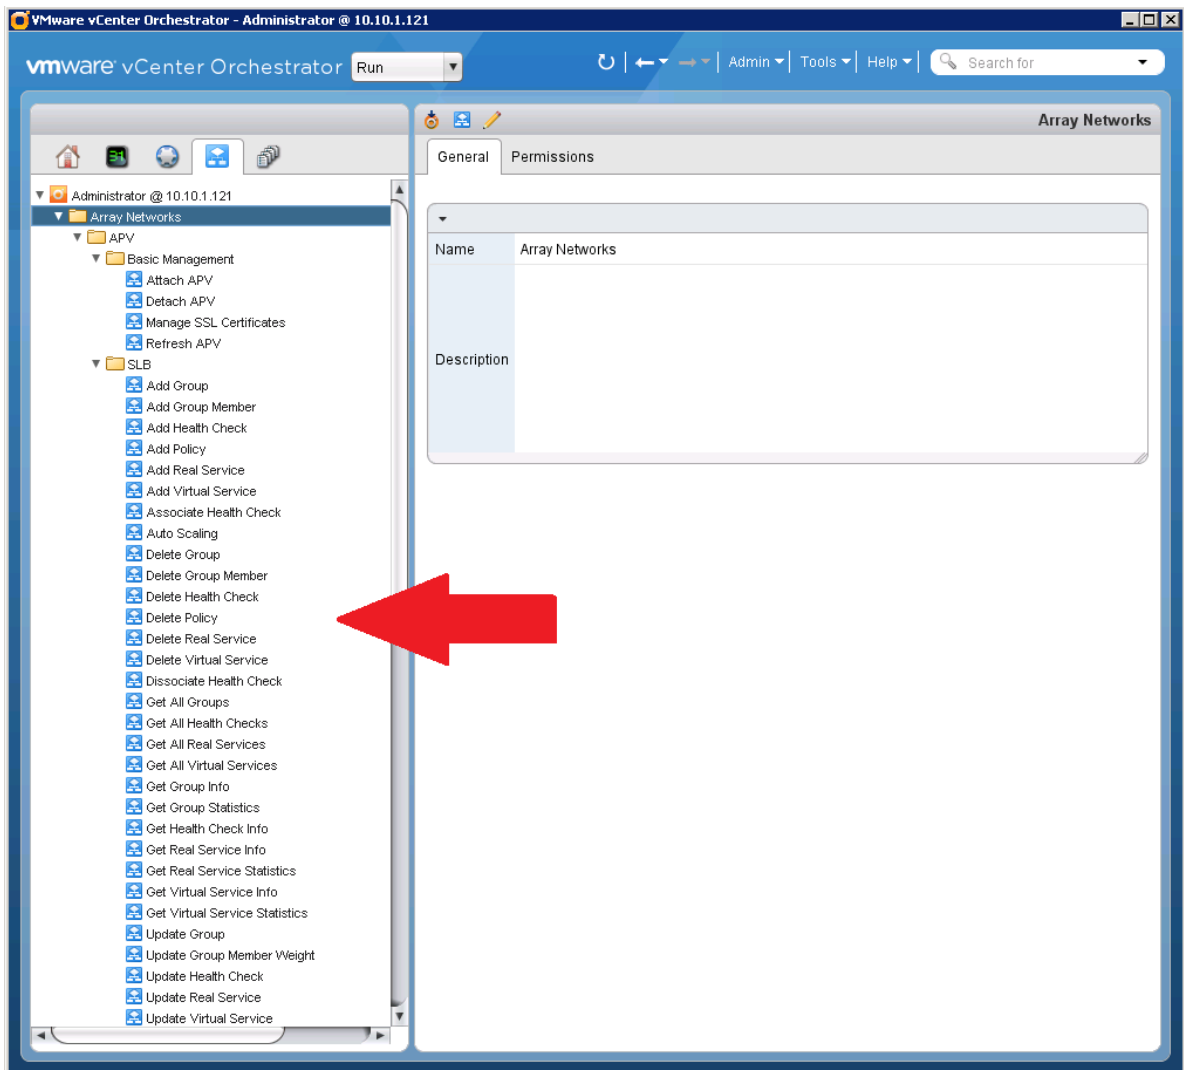 VMware vCenter Orchestrator - Administrator @ 10.10.1.121
vmware vCenter Orchestrator Run Admin Tools Help Search for
Array Networks
General Permissions
Administrator @ 10.10.1.121
Array Networks
APV
Basic Management
Attach APV
Detach APV
Manage SSL Certificates
Refresh APV
SLB
Add Group
Add Group Member
Add Health Check
Add Policy
Add Real Service
Add Virtual Service
Associate Health Check
Auto Scaling
Delete Group
Delete Group Member
Delete Health Check
Delete Policy
Delete Real Service
Delete Virtual Service
Dissociate Health Check
Get All Groups
Get All Health Checks
Get All Real Services
Get All Virtual Services
Get Group Info
Get Group Statistics
Get Health Check Info
Get Real Service Info
Get Real Service Statistics
Get Virtual Service Info
Get Virtual Service Statistics
Update Group
Update Group Member Weight
Update Health Check
Update Real Service
Update Virtual Service
Name Array Networks
Description